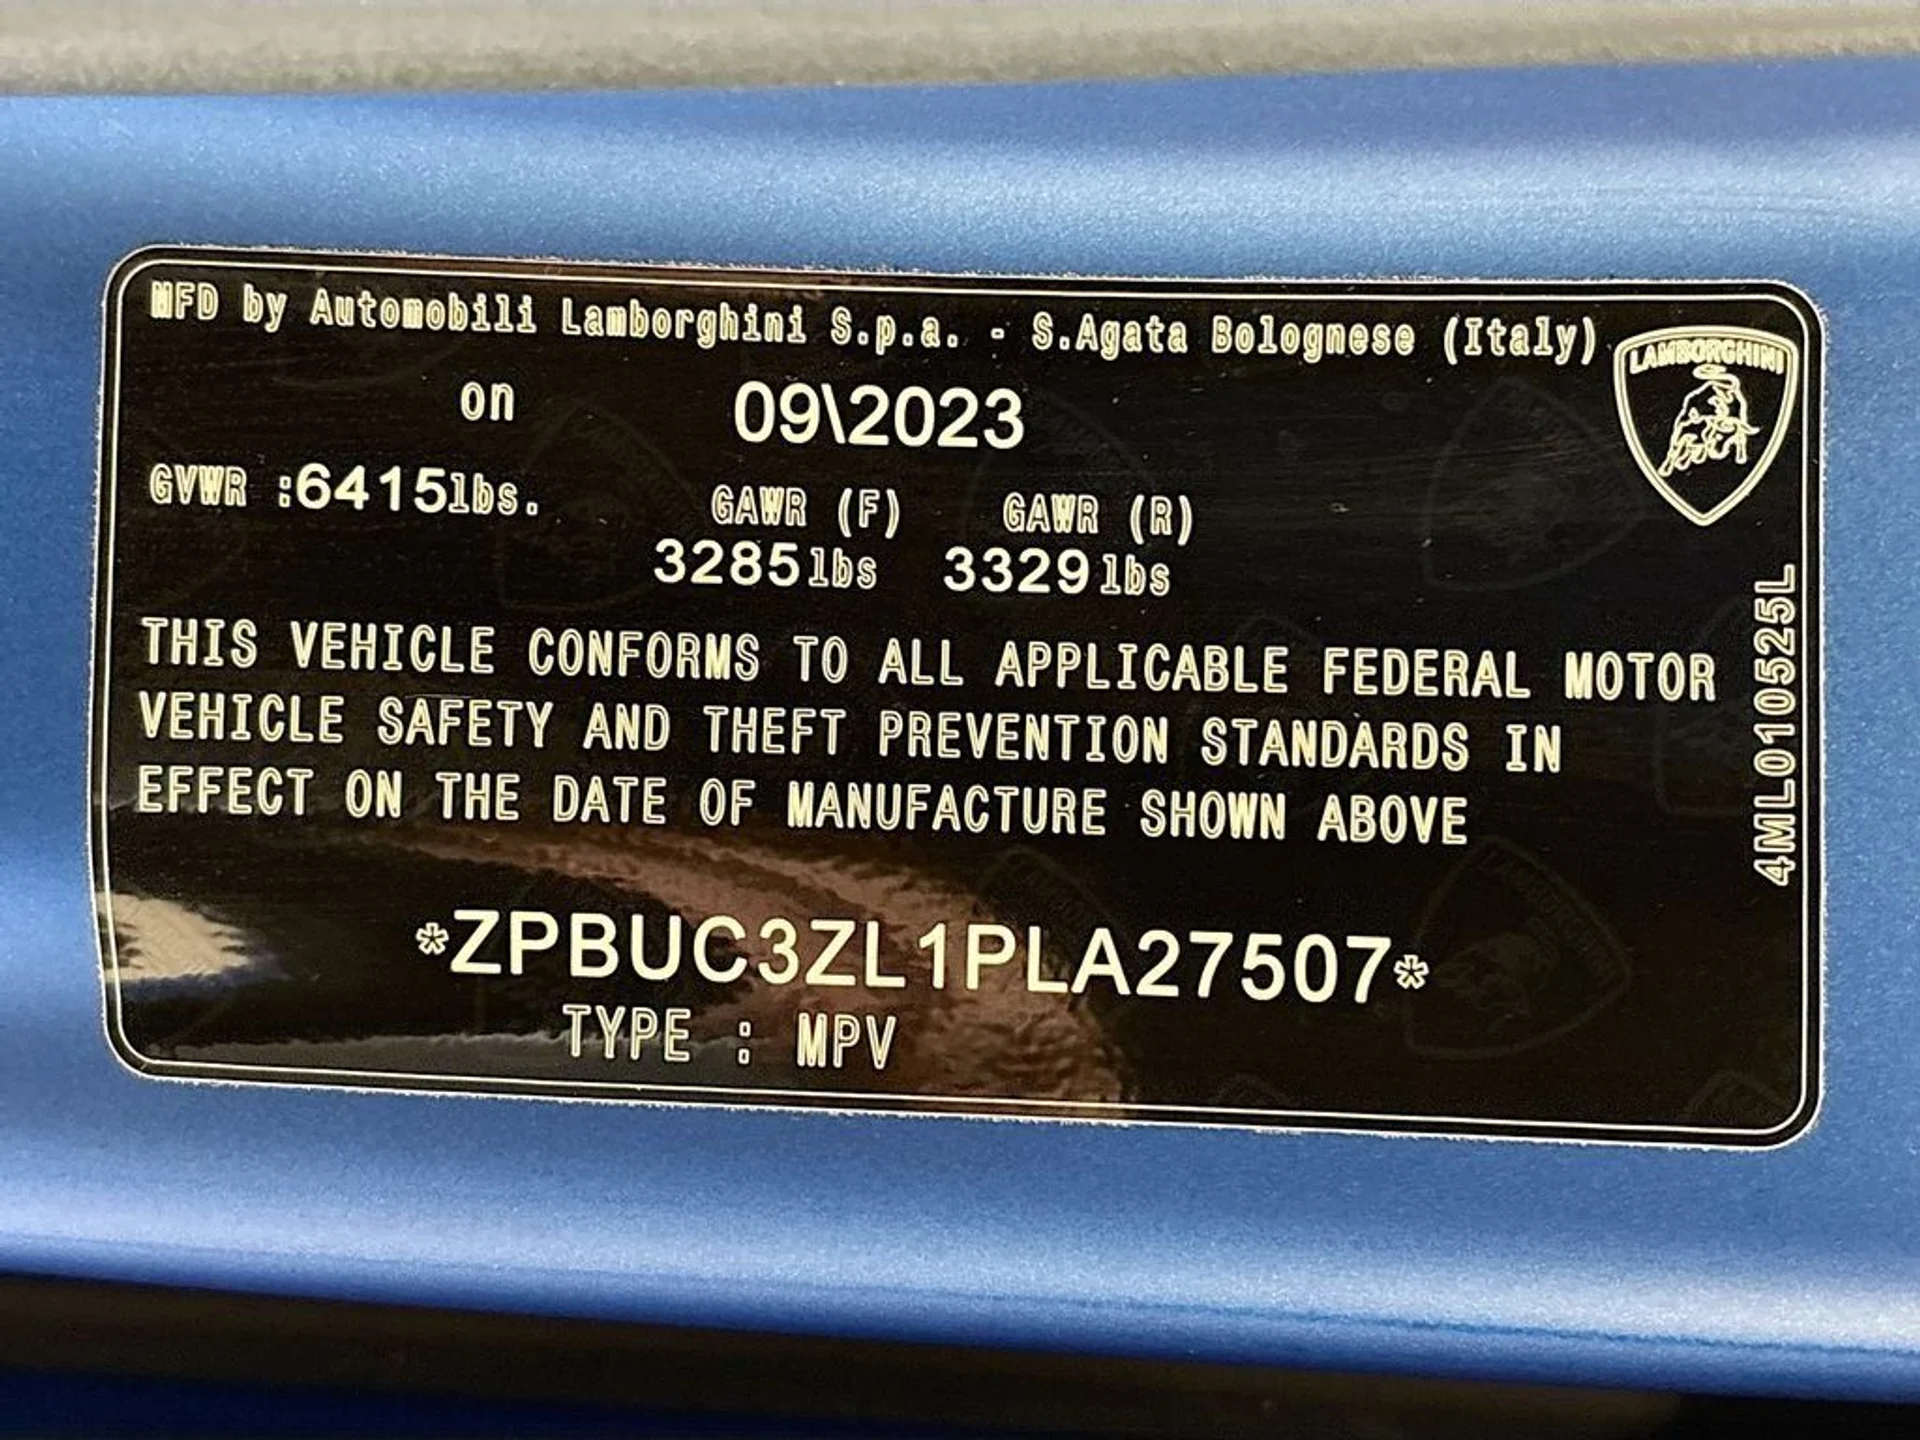 MFD by Automobili Lamborghini S.p.a. - S.Agata Bolognese (Italy)
LAMBORGHINI
on 09\2023
GVWR :6415lbs. GAWR (F) GAWR (R)
3285lbs 3329lbs
THIS VEHICLE CONFORMS TO ALL APPLICABLE FEDERAL MOTOR
VEHICLE SAFETY AND THEFT PREVENTION STANDARDS IN
EFFECT ON THE DATE OF MANUFACTURE SHOWN ABOVE
4ML010525L
*ZPBUC3ZL1PLA27507*
TYPE : MPV